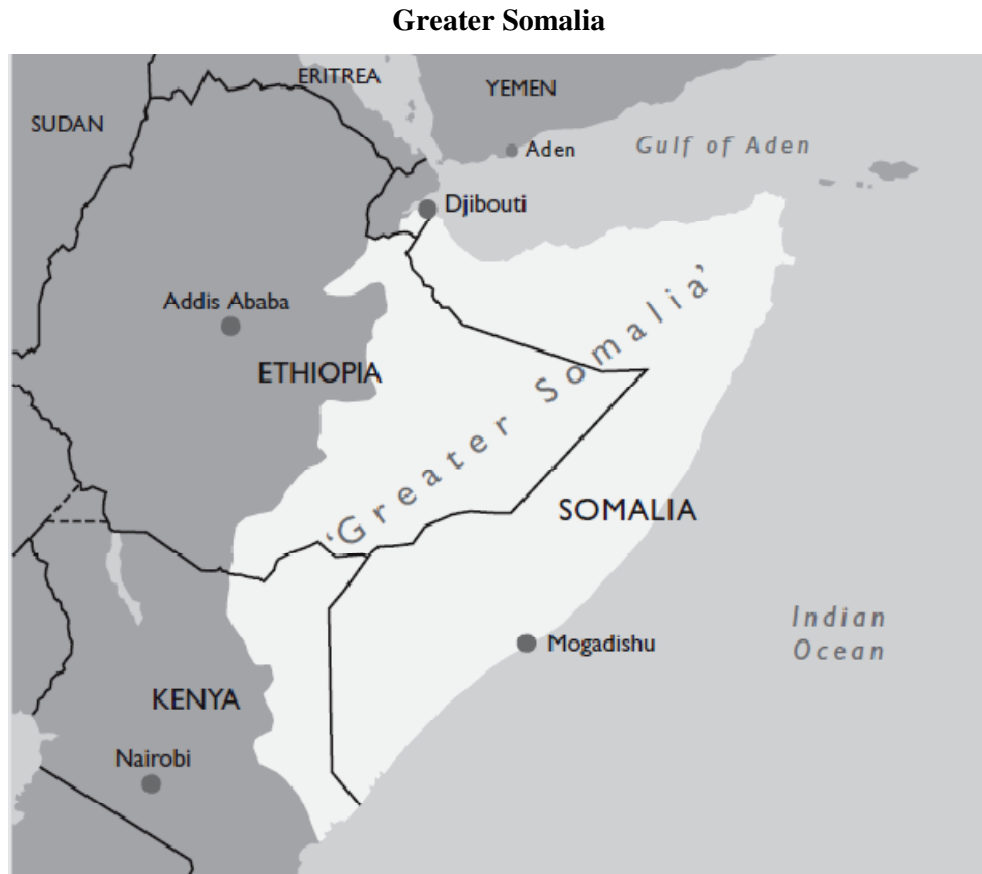 Greater Somalia
ERITREA
YEMEN
SUDAN
Aden
Gulf of Aden
Djibouti
Addis Ababa
ETHIOPIA
'Greater Somalia'
SOMALIA
Indian
Ocean
Mogadishu
KENYA
Nairobi